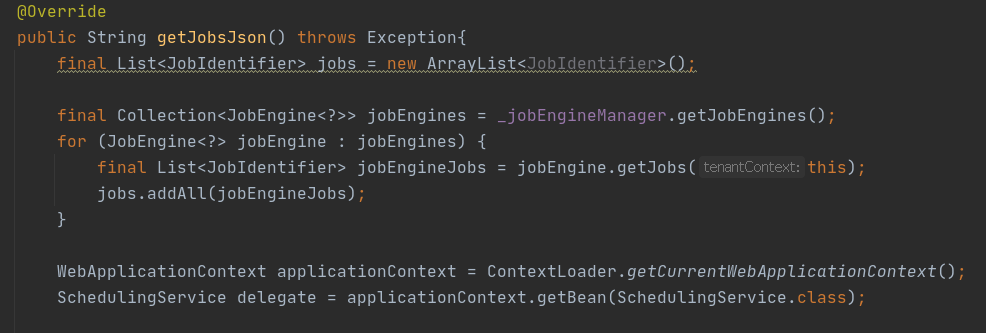 @Override
public String getJobsJson() throws Exception{
final List<JobIdentifier> jobs = new ArrayList<JobIdentifier>();
final Collection<JobEngine<?>> jobEngines = _jobEngineManager.getJobEngines();
for (JobEngine<?> jobEngine : jobEngines) {
final List<JobIdentifier> jobEngineJobs = jobEngine.getJobs( tenantContext: this);
jobs.addAll(jobEngineJobs);
}
WebApplicationContext applicationContext = ContextLoader.getCurrentWebApplicationContext();
SchedulingService delegate = applicationContext.getBean(SchedulingService.class);